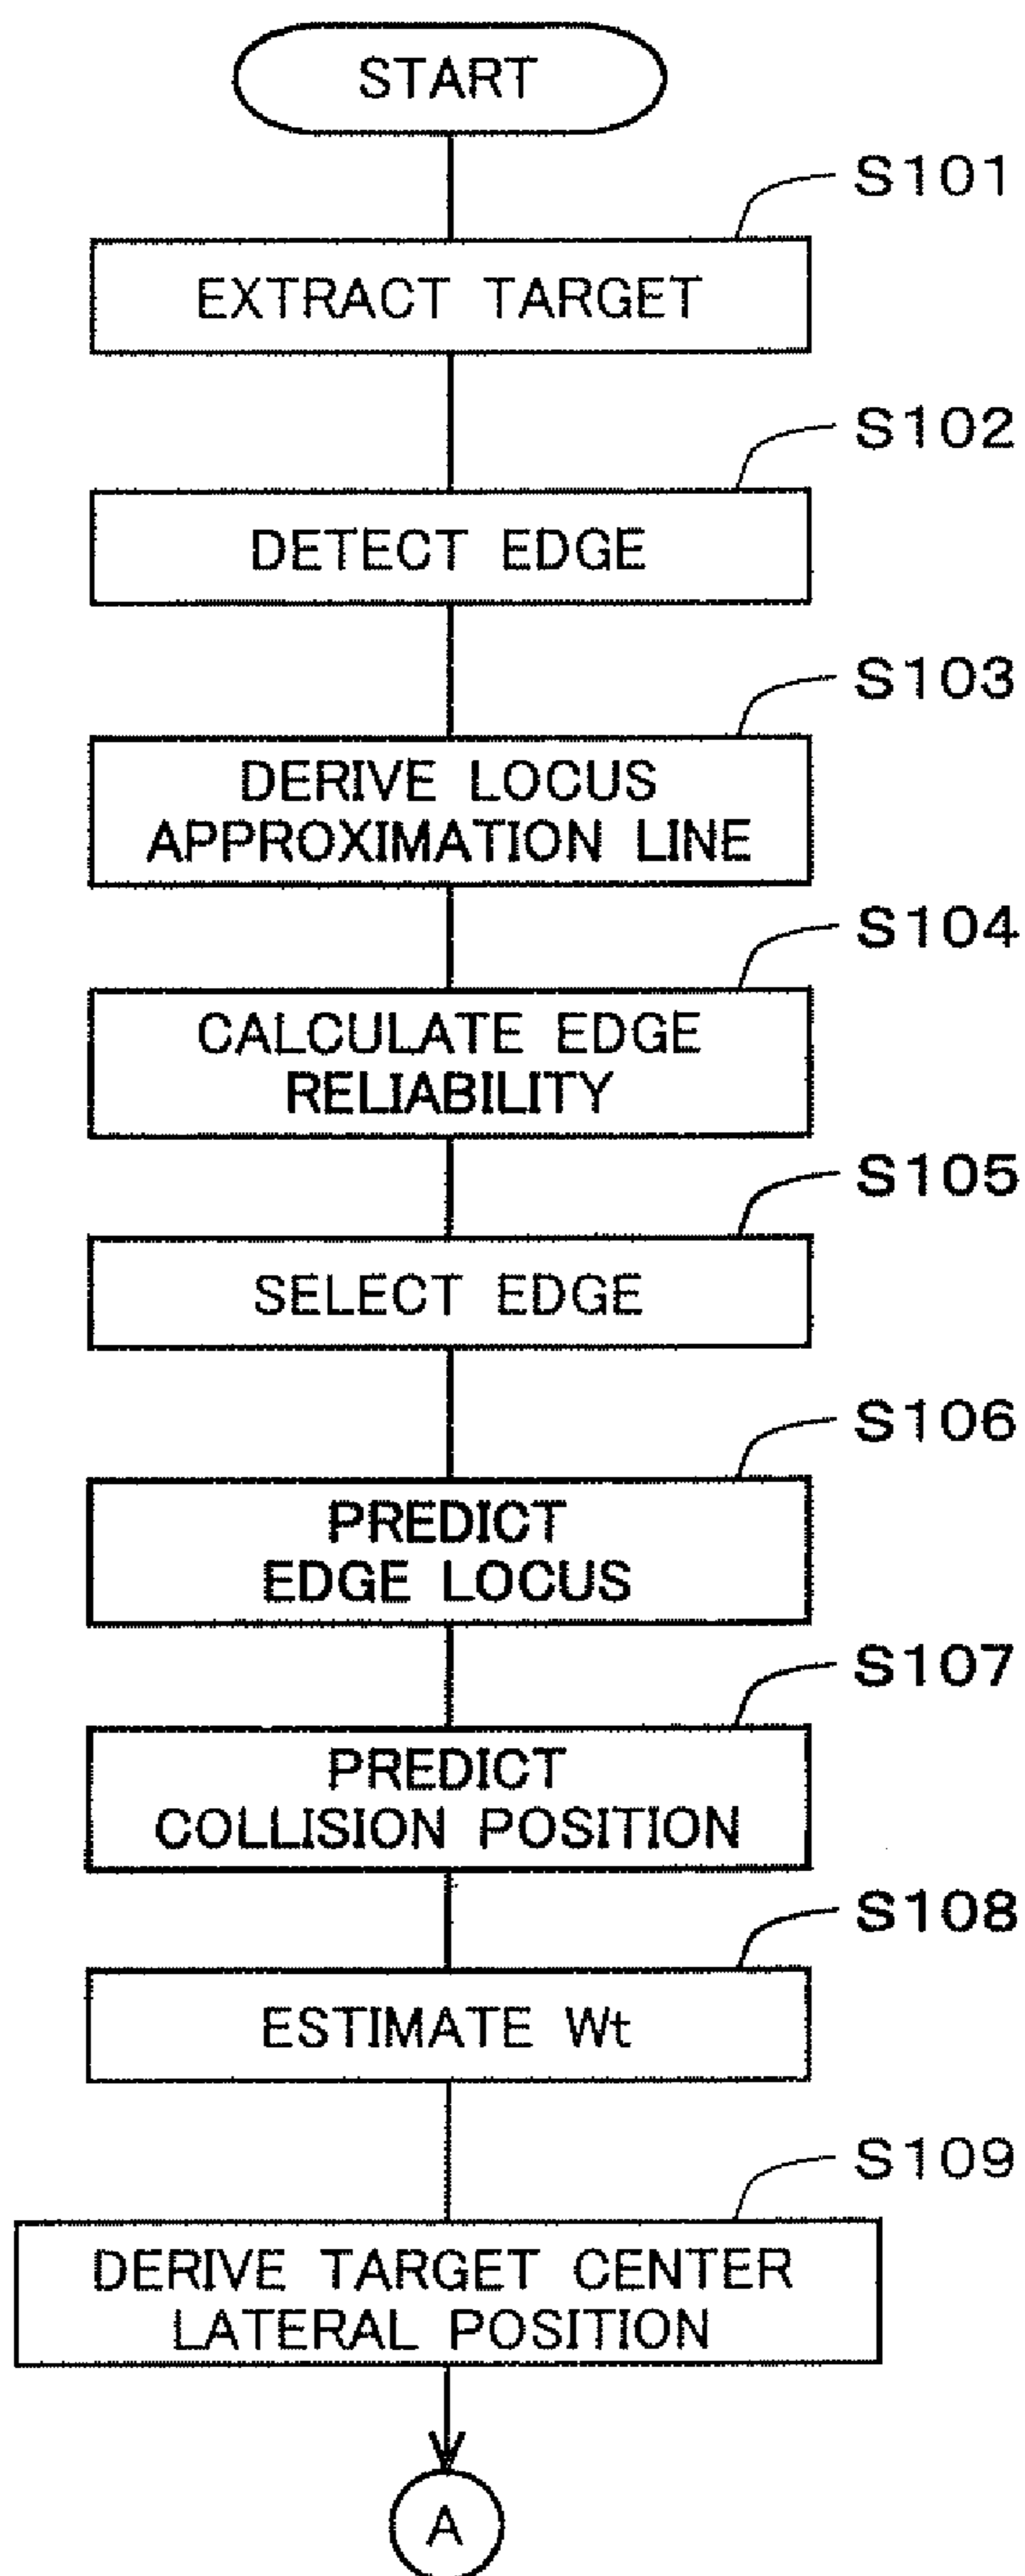 START
S101
EXTRACT TARGET
S102
DETECT EDGE
S103
DERIVE LOCUS
APPROXIMATION LINE
S104
CALCULATE EDGE
RELIABILITY
S105
SELECT EDGE
S106
PREDICT
EDGE LOCUS
S107
PREDICT
COLLISION POSITION
S108
ESTIMATE Wt
S109
DERIVE TARGET CENTER
LATERAL POSITION
A